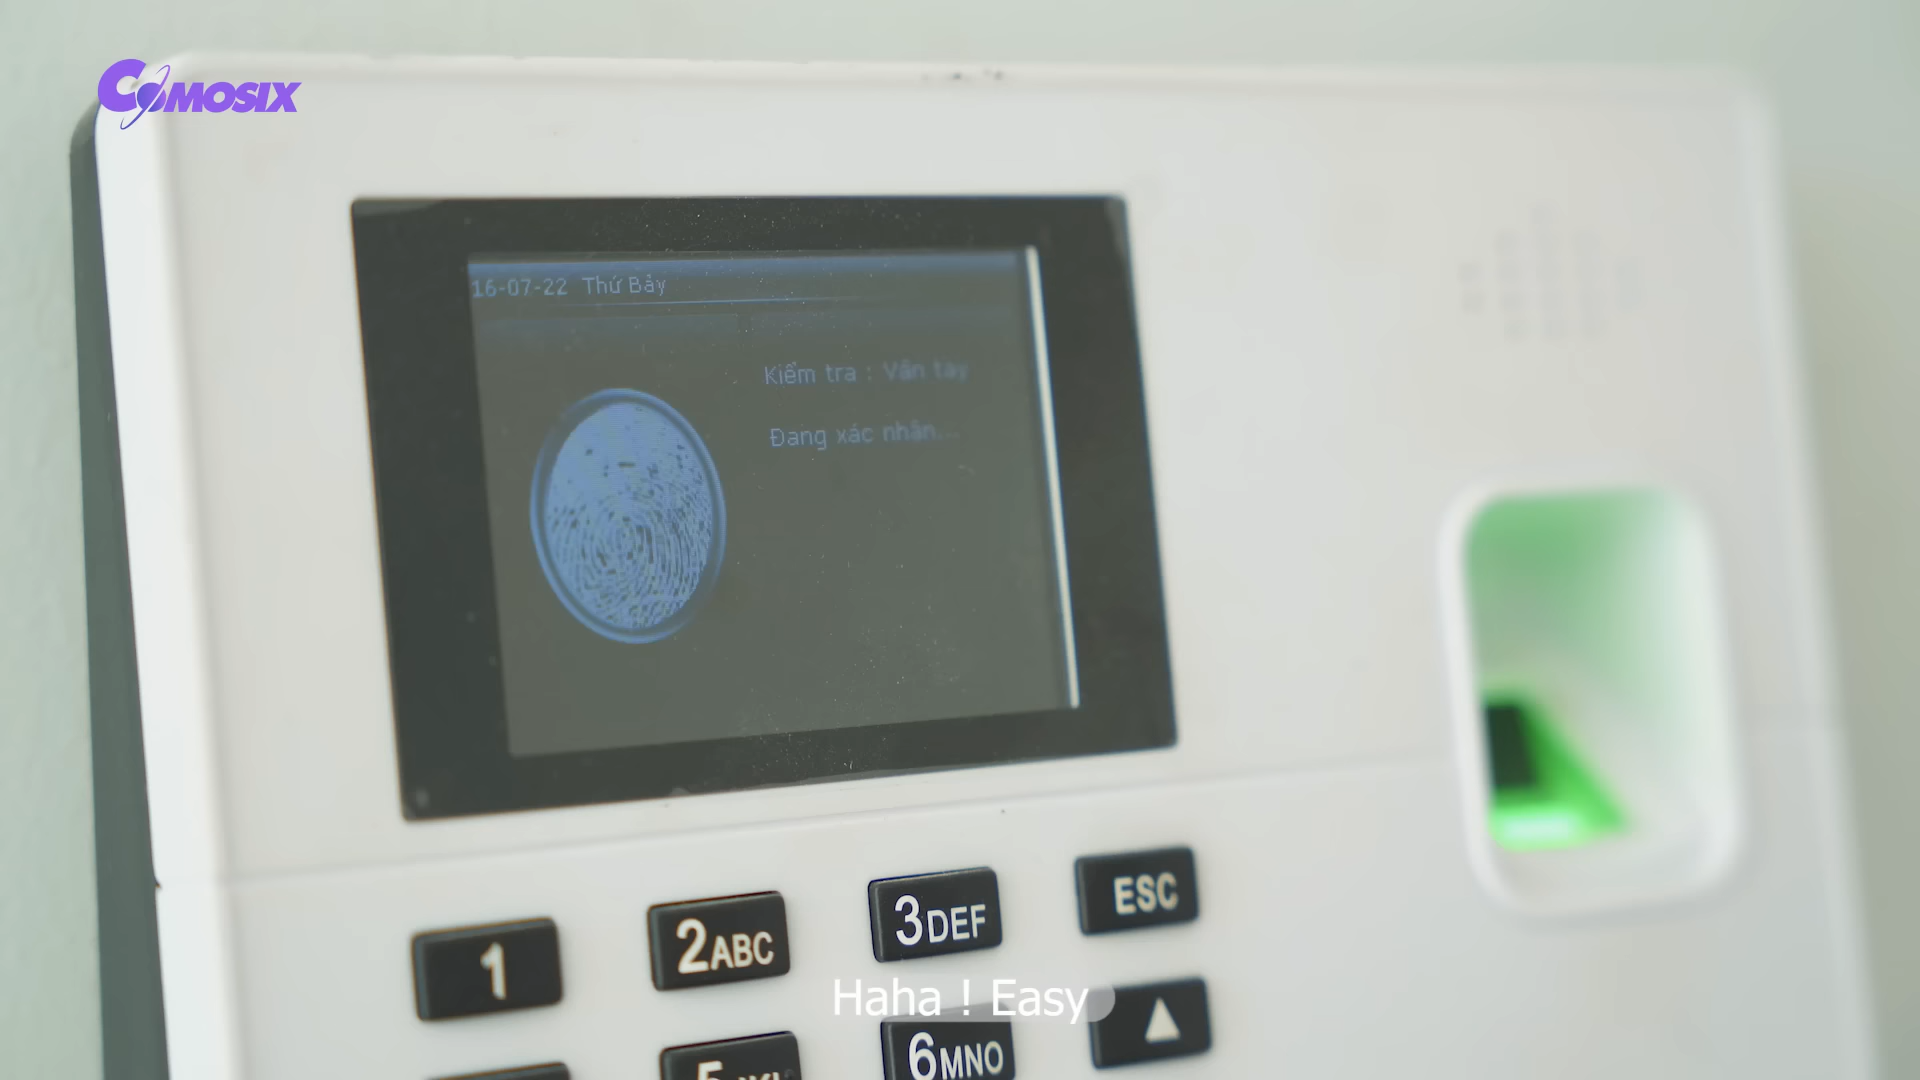 COMOSIX
16-07-22 Thứ Bảy
Kiểm tra : Vân tay
Đang xác nhận...
1
2ABC
3DEF
ESC
Haha ! Easy
▲
5
6MNO